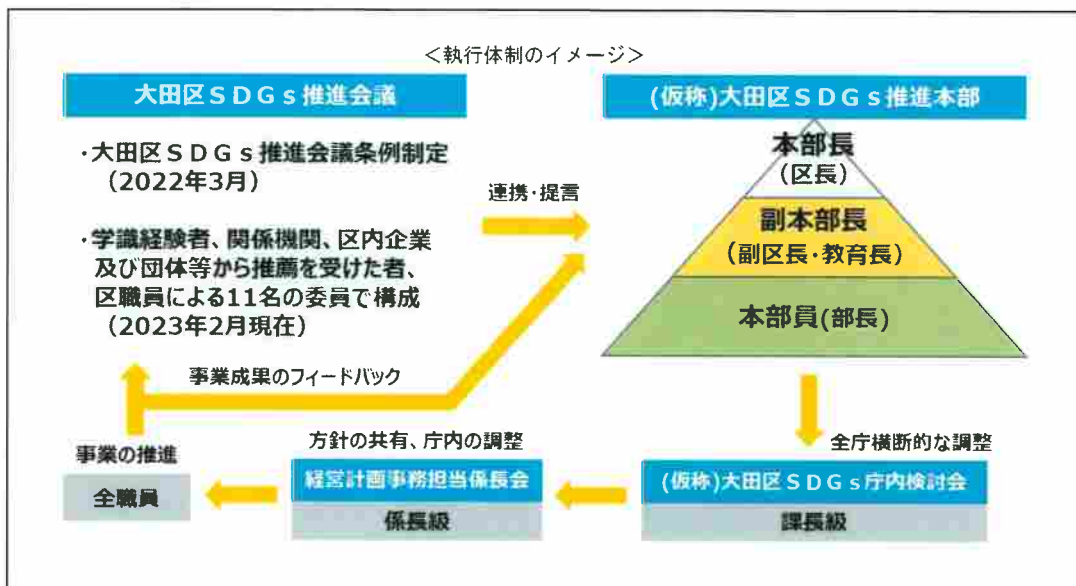 ＜執行体制のイメージ＞
大田区ＳＤＧｓ推進会議
・大田区ＳＤＧｓ推進会議条例制定
（2022年3月）
・学識経験者、関係機関、区内企業
及び団体等から推薦を受けた者、
区職員による11名の委員で構成
（2023年2月現在）
連携・提言
(仮称)大田区ＳＤＧｓ推進本部
本部長
（区長）
副本部長
（副区長・教育長）
本部員(部長)
事業成果のフィードバック
全庁横断的な調整
(仮称)大田区ＳＤＧｓ庁内検討会
課長級
方針の共有、庁内の調整
経営計画事務担当係長会
係長級
事業の推進
全職員